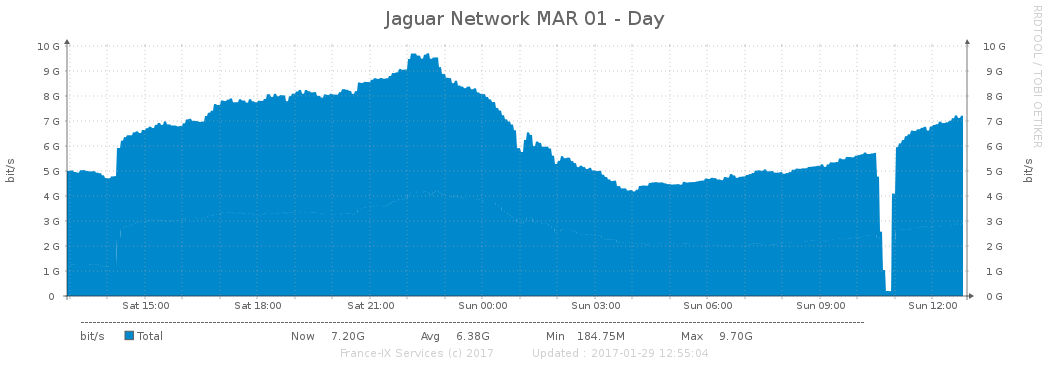 Jaguar Network MAR 01 - Day
RRDTOOL / TOBI OETIKER
bit/s
10 G
9 G
8 G
7 G
6 G
5 G
4 G
3 G
2 G
1 G
0
10 G
9 G
8 G
7 G
6 G
5 G
4 G
3 G
2 G
1 G
0 G
bit/s
Sat 15:00 Sat 18:00 Sat 21:00 Sun 00:00 Sun 03:00 Sun 06:00 Sun 09:00 Sun 12:00
bit/s Total Now 7.20G Avg 6.38G Min 184.75M Max 9.70G
France-IX Services (c) 2017 Updated : 2017-01-29 12:55:04